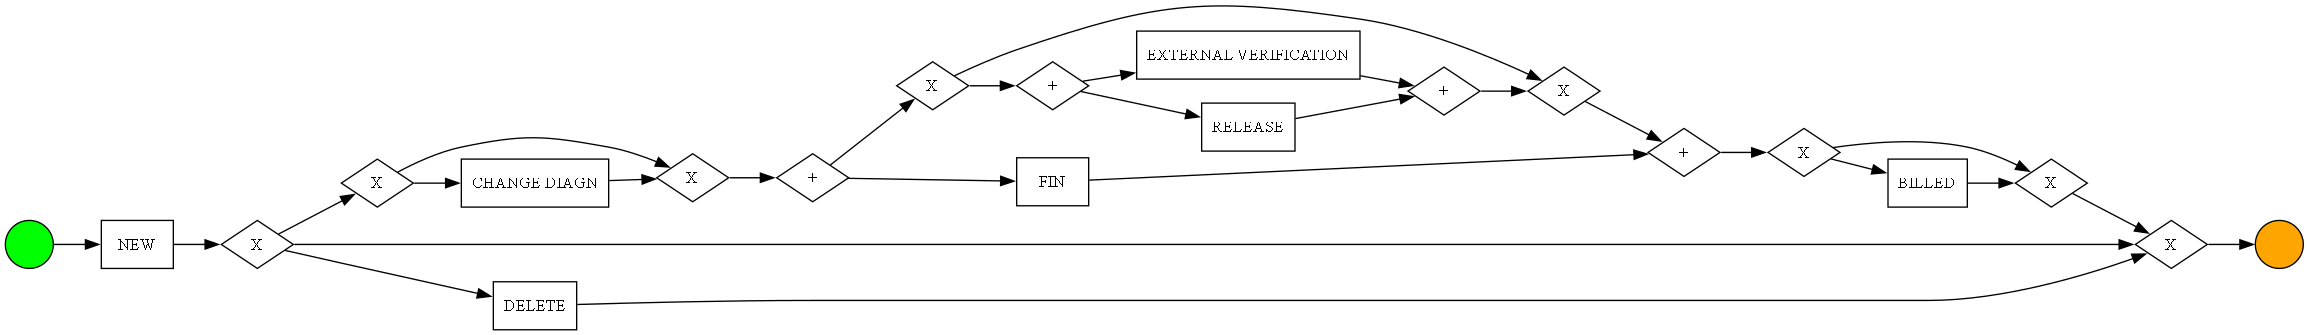 EXTERNAL VERIFICATION
X
+
+
X
RELEASE
X
CHANGE DIAGN
X
+
FIN
+
X
BILLED
X
NEW
X
X
DELETE